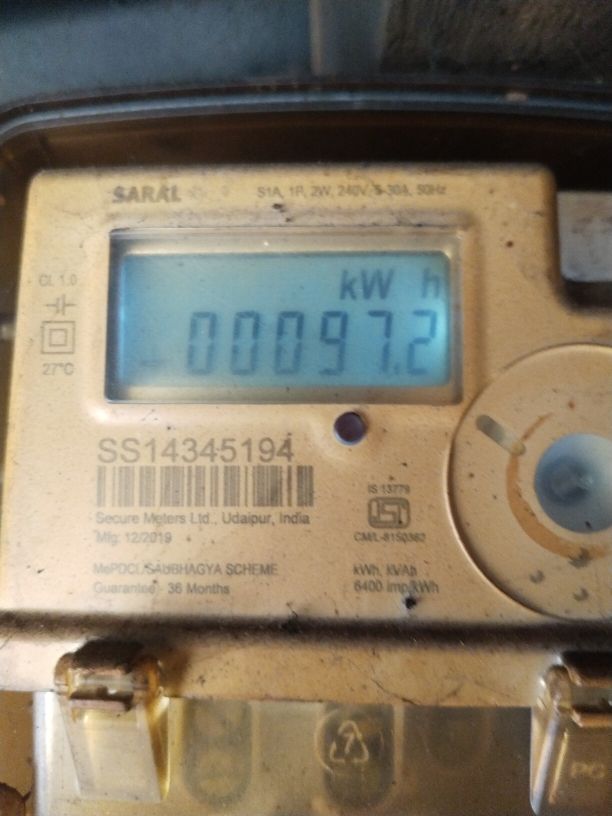 SARAL
S1A, 1P, 2W, 240V, 5-30A, 50Hz
CL 1.0
kW h
00097.2
27°C
SS14345194
Secure Meters Ltd., Udaipur, India
Mfg: 12/2019
IS 13779
CM/L-8150362
MePDCL/SAUBHAGYA SCHEME
Guarantee - 36 Months
kWh, kVAh
6400 imp/kWh